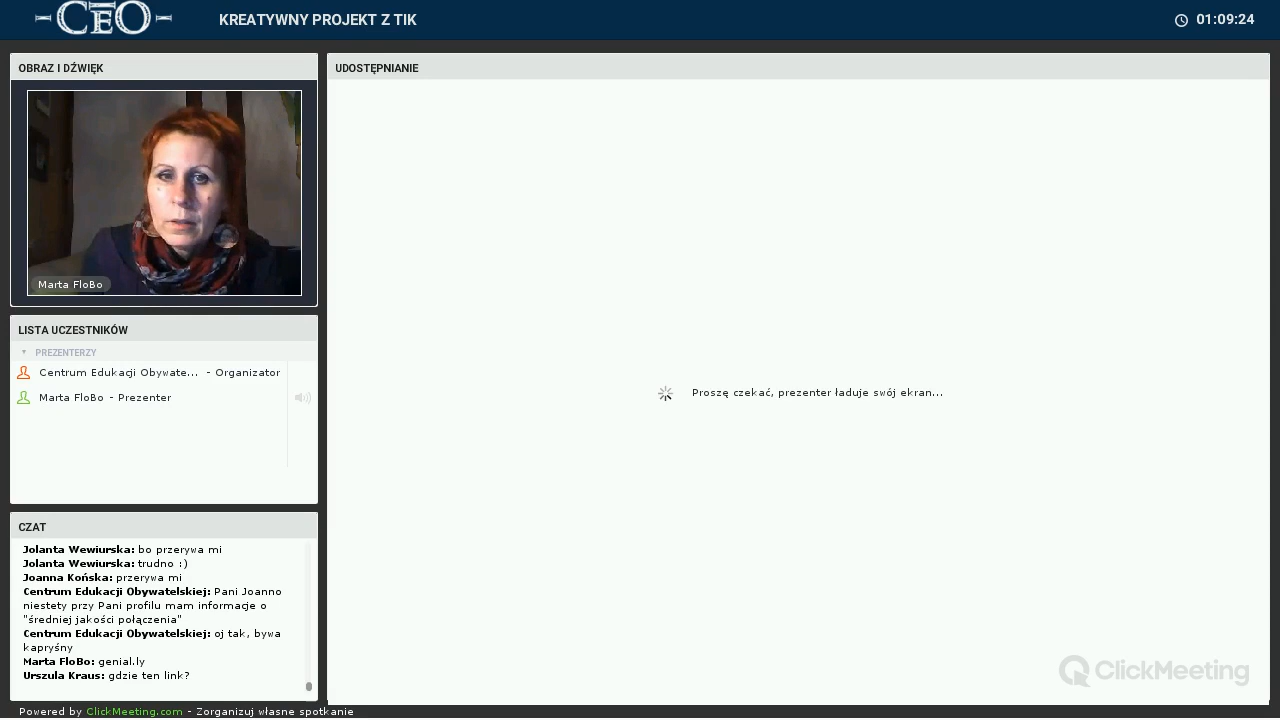 CEO
KREATYWNY PROJEKT Z TIK
01:09:24
OBRAZ I DŹWIĘK
Marta FloBo
LISTA UCZESTNIKÓW
PREZENTERZY
Centrum Edukacji Obywate... - Organizator
Marta FloBo - Prezenter
CZAT
Jolanta Wewiurska: bo przerywa mi
Jolanta Wewiurska: trudno :)
Joanna Końska: przerywa mi
Centrum Edukacji Obywatelskiej: Pani Joanno
niestety przy Pani profilu mam informacje o
"średniej jakości połączenia"
Centrum Edukacji Obywatelskiej: oj tak, bywa
kapryśny
Marta FloBo: genial.ly
Urszula Kraus: gdzie ten link?
UDOSTĘPNIANIE
Proszę czekać, prezenter ładuje swój ekran...
ClickMeeting
Powered by ClickMeeting.com - Zorganizuj własne spotkanie